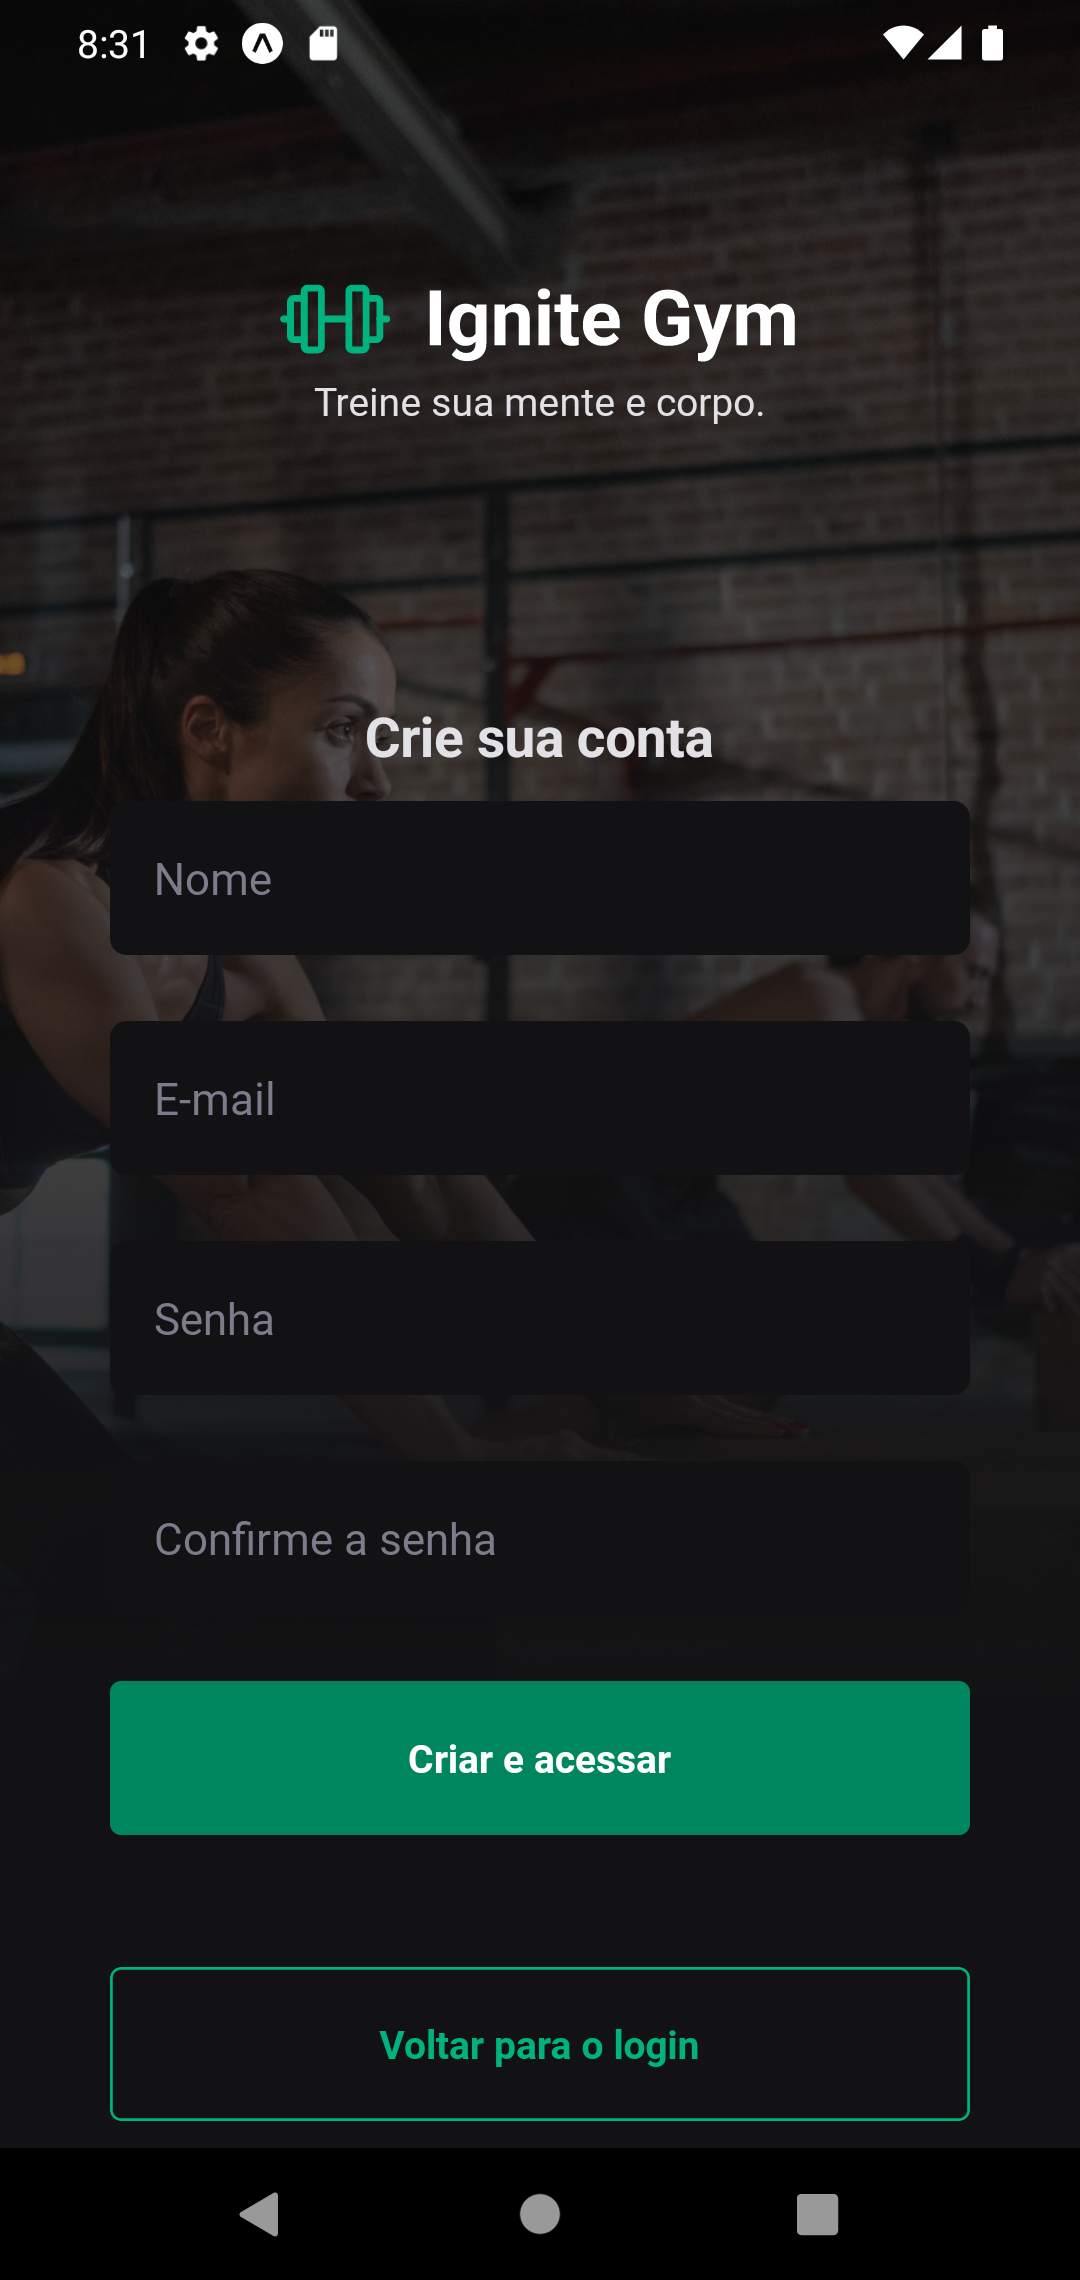 8:31
Ignite Gym
Treine sua mente e corpo.
Crie sua conta
Nome
E-mail
Senha
Confirme a senha
Criar e acessar
Voltar para o login